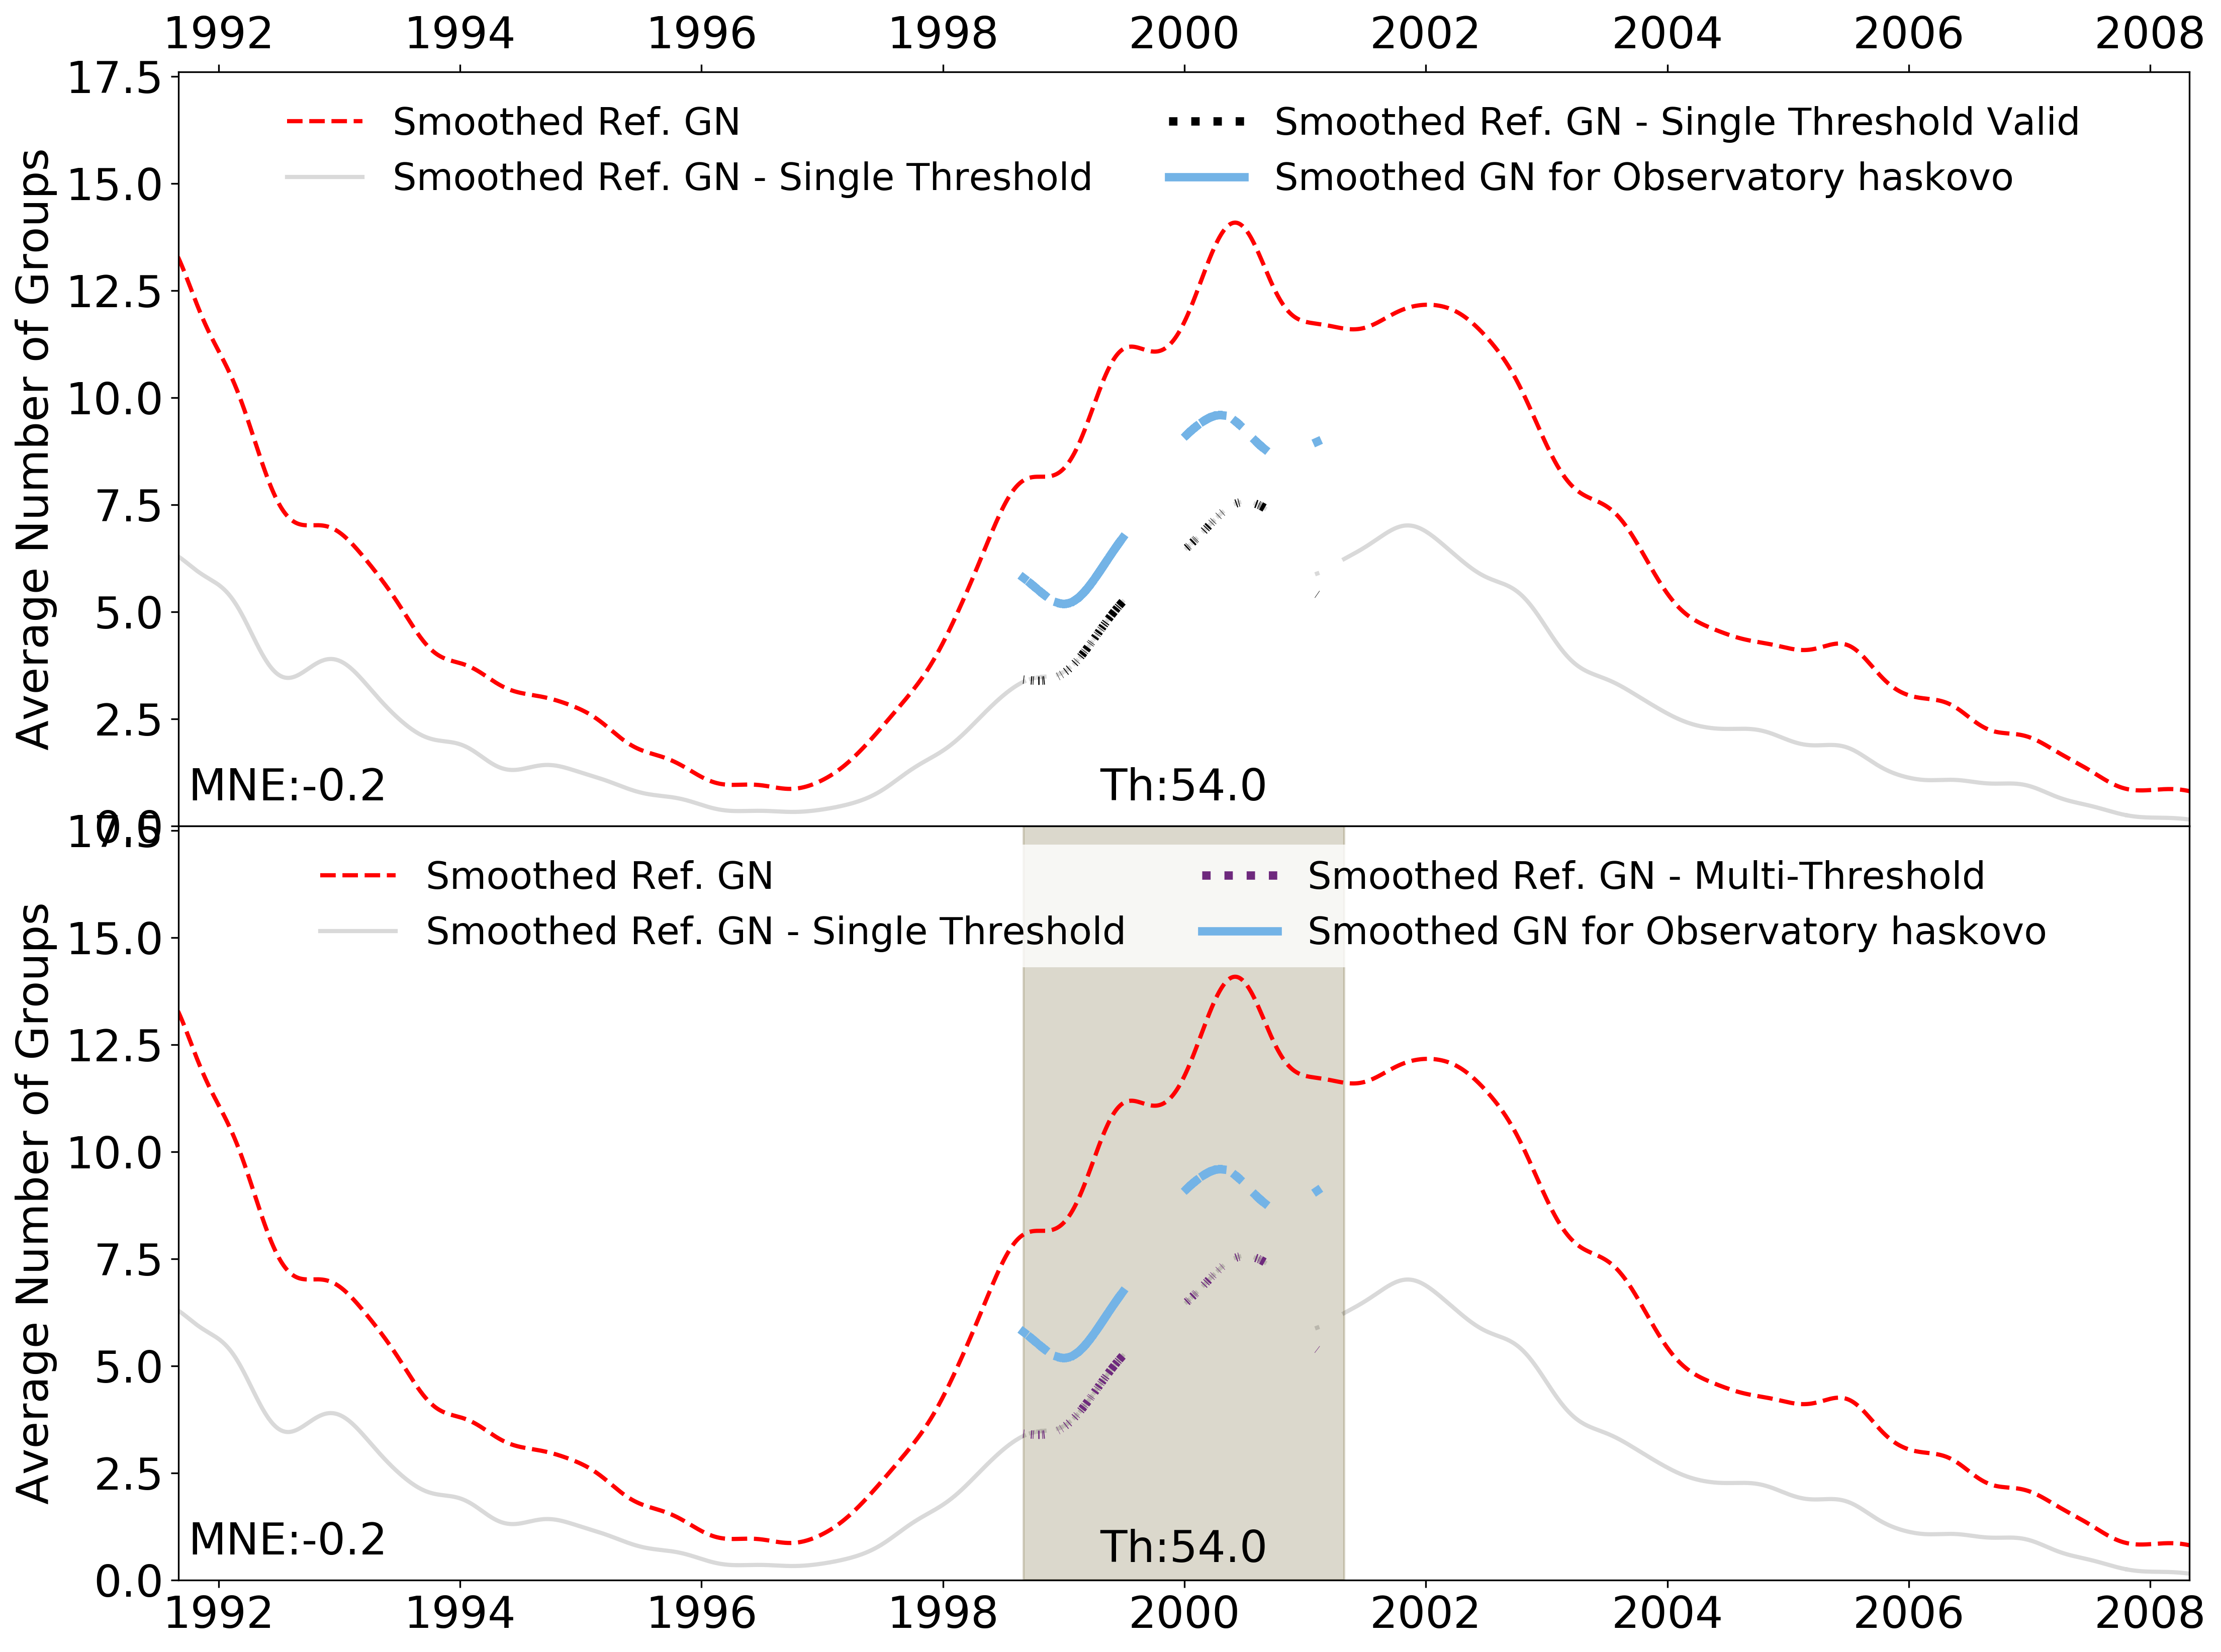 1992 1994 1996 1998 2000 2002 2004 2006 2008
17.5
15.0
12.5
10.0
7.5
5.0
2.5
0.0
Average Number of Groups
Smoothed Ref. GN
Smoothed Ref. GN - Single Threshold
Smoothed Ref. GN - Single Threshold Valid
Smoothed GN for Observatory haskovo
MNE:-0.2
Th:54.0
17.5
15.0
12.5
10.0
7.5
5.0
2.5
0.0
Average Number of Groups
Smoothed Ref. GN
Smoothed Ref. GN - Single Threshold
Smoothed Ref. GN - Multi-Threshold
Smoothed GN for Observatory haskovo
MNE:-0.2
Th:54.0
1992 1994 1996 1998 2000 2002 2004 2006 2008